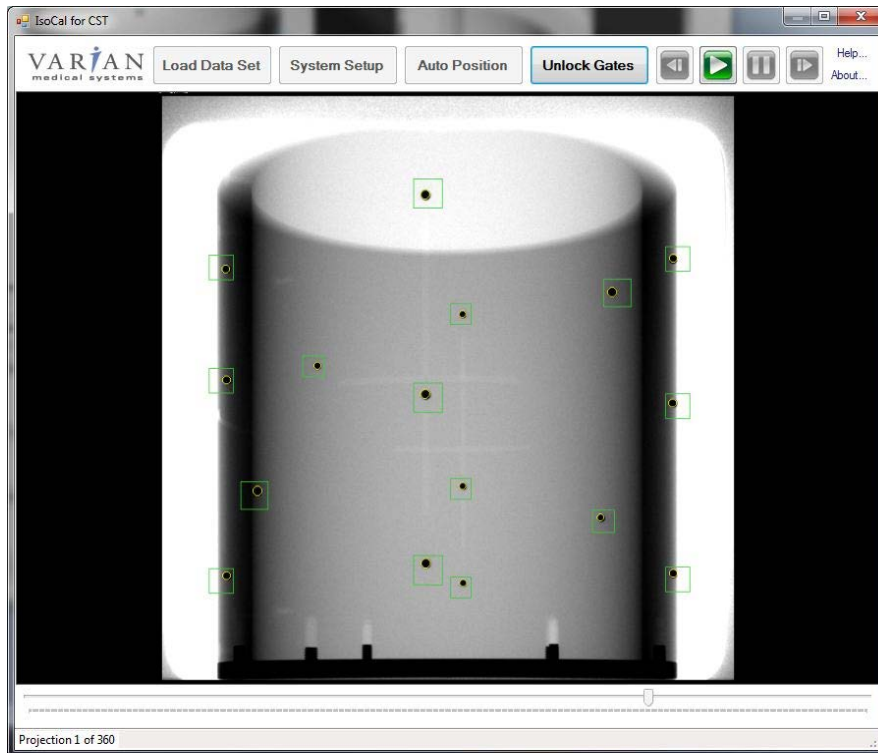 IsoCal for CST
VARIAN
medical systems
Load Data Set
System Setup
Auto Position
Unlock Gates
Help...
About...
Projection 1 of 360